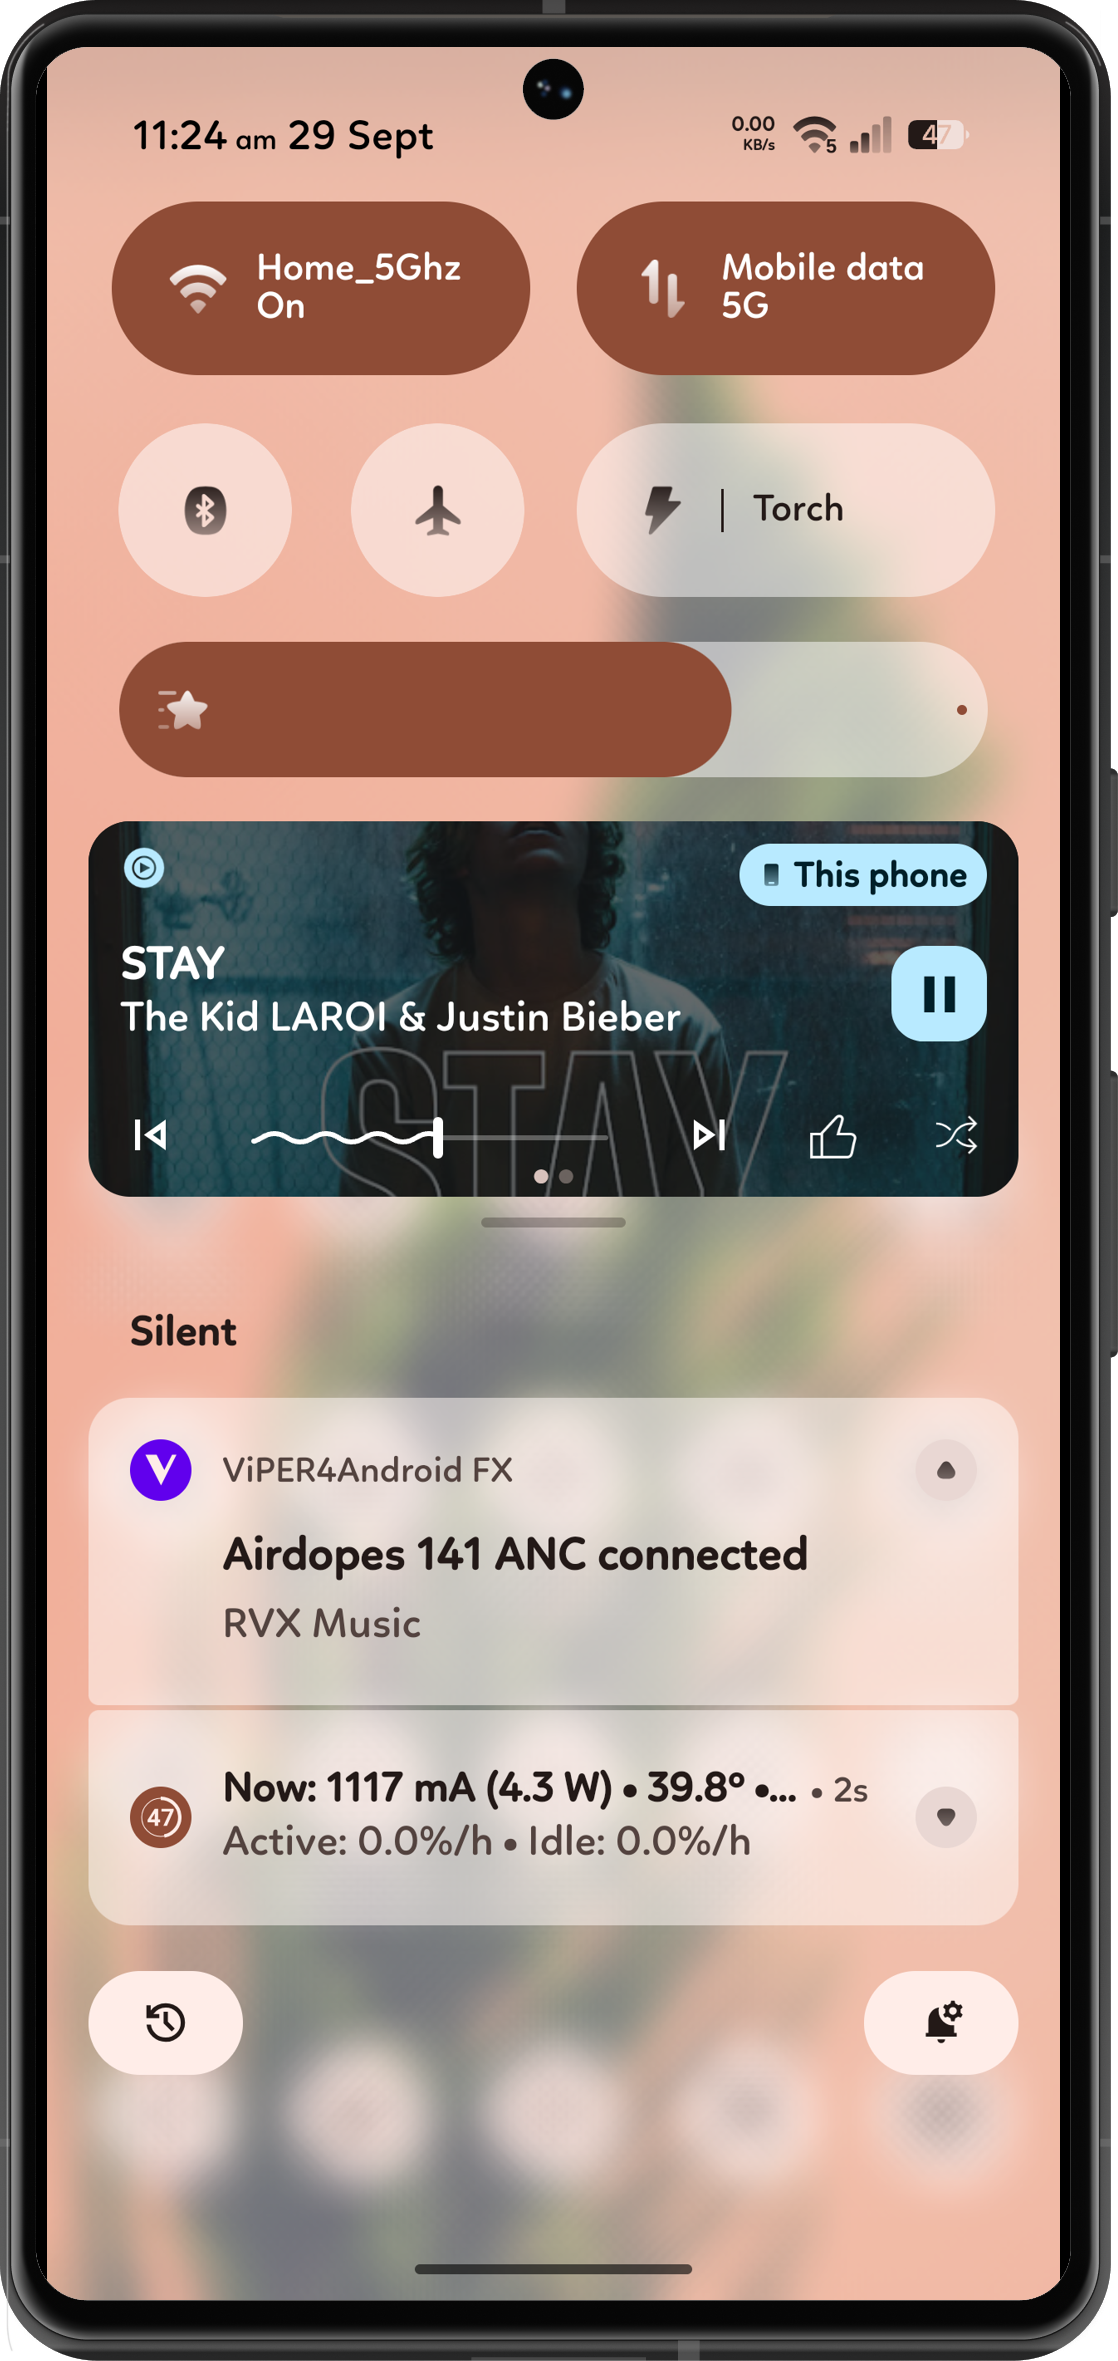 11:24 am 29 Sept
0.00
KB/s
5
47
Home_5Ghz
On
Mobile data
5G
Torch
This phone
STAY
The Kid LAROI & Justin Bieber
STAY
Silent
V
ViPER4Android FX
Airdopes 141 ANC connected
RVX Music
47
Now: 1117 mA (4.3 W) • 39.8º •... • 2s
Active: 0.0%/h • Idle: 0.0%/h